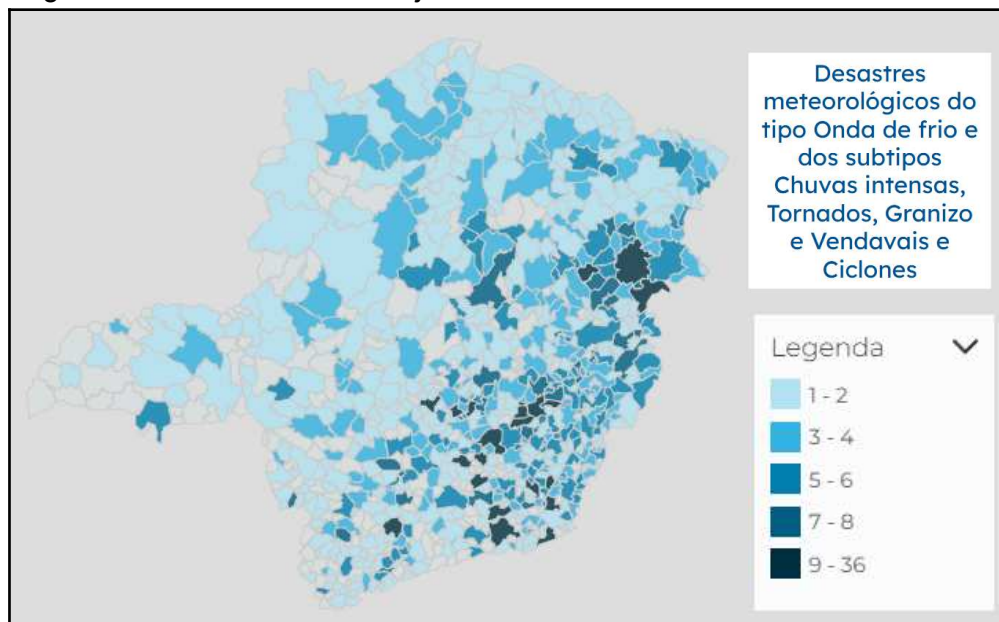 Desastres
meteorológicos do
tipo Onda de frio e
dos subtipos
Chuvas intensas,
Tornados, Granizo
e Vendavais e
Ciclones
Legenda
1 - 2
3 - 4
5 - 6
7 - 8
9 - 36